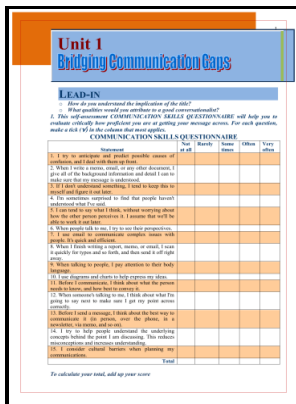 Unit 1
Bridging Communication Gaps
LEAD-IN
○ How do you understand the implication of the title?
○ What qualities would you attribute to a good conversationalist?
1. This self-assessment COMMUNICATION SKILLS QUESTIONNAIRE will help you to
evaluate critically how proficient you are at getting your message across. For each question,
make a tick (√) in the column that most applies.
COMMUNICATION SKILLS QUESTIONNAIRE
Statement Not at all Rarely Some times Often Very often
1. I try to anticipate and predict possible causes of
confusion, and I deal with them up front.
2. When I write a memo, email, or any other document, I
give all of the background information and detail I can to
make sure that my message is understood.
3. If I don't understand something, I tend to keep this to
myself and figure it out later.
4. I'm sometimes surprised to find that people haven't
understood what I've said.
5. I can tend to say what I think, without worrying about
how the other person perceives it. I assume that we'll be
able to work it out later.
6. When people talk to me, I try to see their perspectives.
7. I use email to communicate complex issues with
people. It's quick and efficient.
8. When I finish writing a report, memo, or email, I scan
it quickly for typos and so forth, and then send it off right
away.
9. When talking to people, I pay attention to their body
language.
10. I use diagrams and charts to help express my ideas.
11. Before I communicate, I think about what the person
needs to know, and how best to convey it.
12. When someone's talking to me, I think about what I'm
going to say next to make sure I get my point across
correctly.
13. Before I send a message, I think about the best way to
communicate it (in person, over the phone, in a
newsletter, via memo, and so on).
14. I try to help people understand the underlying
concepts behind the point I am discussing. This reduces
misconceptions and increases understanding.
15. I consider cultural barriers when planning my
communications.
Total
To calculate your total, add up your score